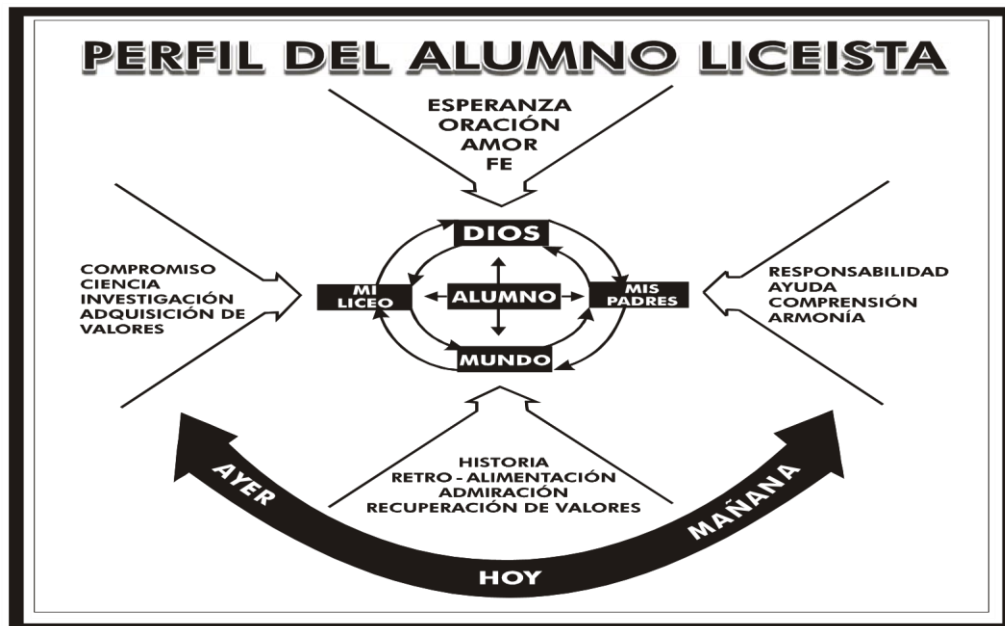 PERFIL DEL ALUMNO LICEISTA
ESPERANZA
ORACIÓN
AMOR
FE
DIOS
COMPROMISO
CIENCIA
INVESTIGACIÓN
ADQUISICIÓN DE
VALORES
MI
LICEO
ALUMNO
MIS
PADRES
RESPONSABILIDAD
AYUDA
COMPRENSIÓN
ARMONÍA
MUNDO
HISTORIA
RETRO - ALIMENTACIÓN
ADMIRACIÓN
RECUPERACIÓN DE VALORES
AYER
HOY
MAÑANA